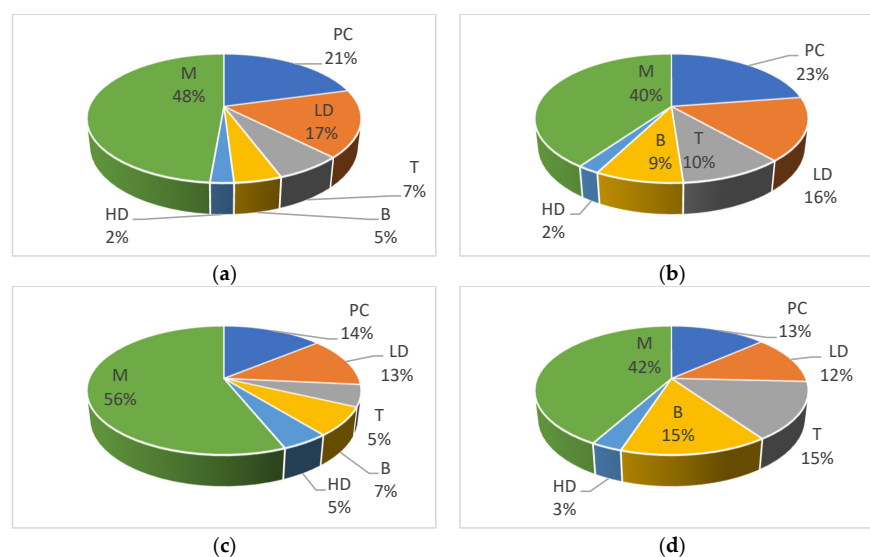 PC
21%
M
48%
LD
17%
T
7%
HD
2%
B
5%
(a)
PC
23%
M
40%
B
9%
T
10%
LD
16%
HD
2%
(b)
PC
14%
LD
13%
M
56%
T
5%
B
7%
HD
5%
(c)
PC
13%
LD
12%
M
42%
B
15%
T
15%
HD
3%
(d)